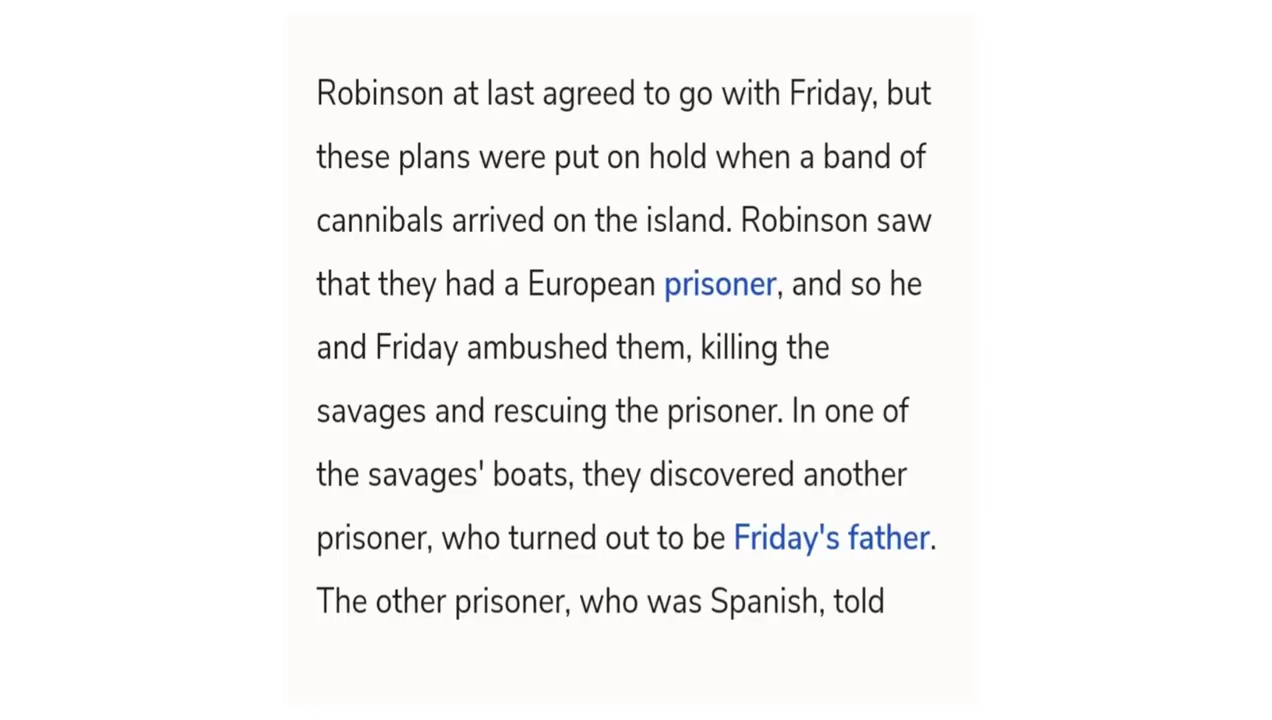 Robinson at last agreed to go with Friday, but
these plans were put on hold when a band of
cannibals arrived on the island. Robinson saw
that they had a European prisoner, and so he
and Friday ambushed them, killing the
savages and rescuing the prisoner. In one of
the savages' boats, they discovered another
prisoner, who turned out to be Friday's father.
The other prisoner, who was Spanish, told